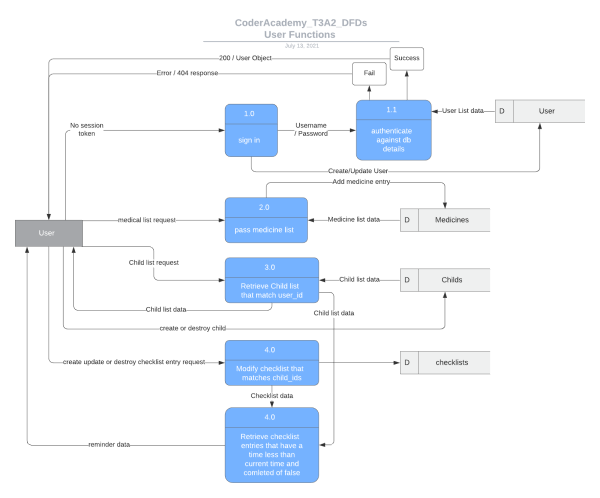 CoderAcademy_T3A2_DFDs
User Functions
July 18, 2021
Success
200 / User Object
Fail
Error / 404 response
1.0
sign in
No session
token
Username
/ Password
1.1
authenticate
against db
details
User List data
D
User
Create/Update User
Add medicine entry
2.0
pass medicine list
medical list request
Medicine list data
D
Medicines
User
Child list request
3.0
Retrieve Child list
that match user_id
Child list data
D
Childs
Child list data
Child list data
create or destroy child
4.0
Modify checklist that
matches child_ids
create update or destroy checklist entry request
D
checklists
Checklist data
4.0
Retrieve checklist
entries that have a
time less than
current time and
comleted of false
reminder data